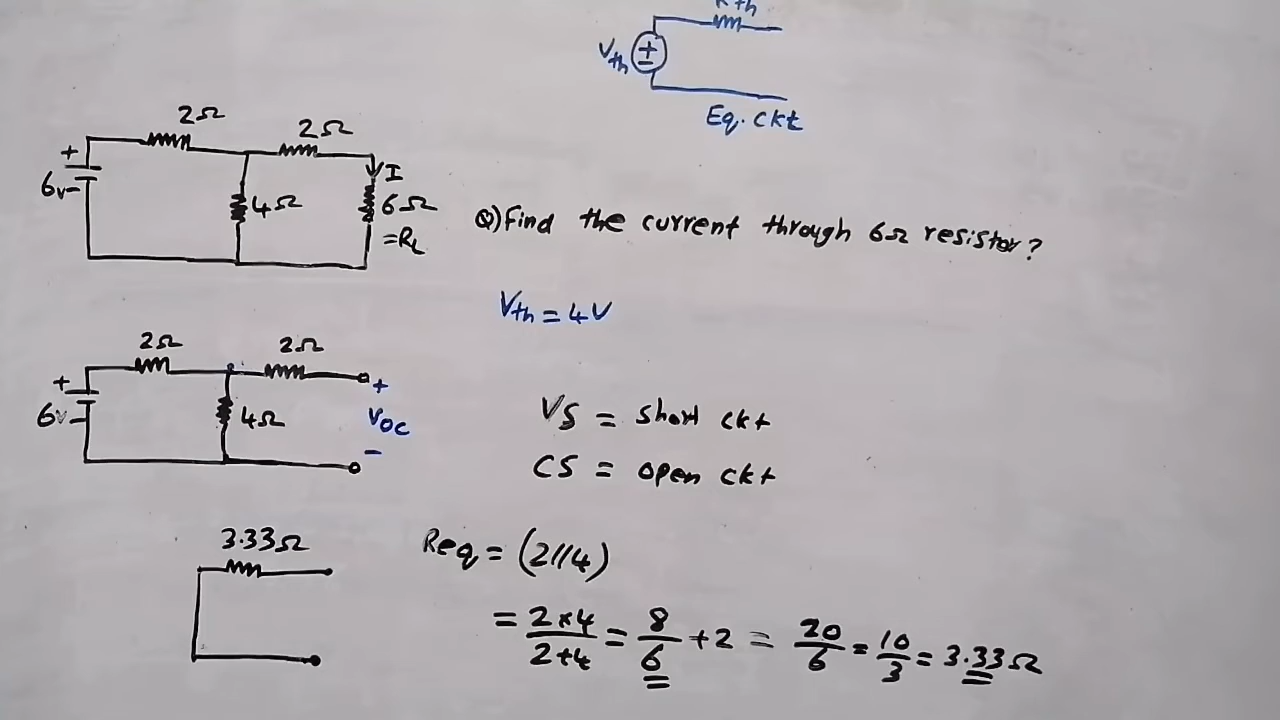 Rth
Vth
+
Eq. ckt
2Ω
2Ω
+
6v-
4Ω
I
6Ω
=RL
Q) Find the current through 6Ω resistor?
Vth = 4V
2Ω
2Ω
+
6V-
4Ω
+
Voc
-
VS = short ckt
CS = open ckt
3.33Ω
Req = (2//4)
= 2×4/2+4 = 8/6 + 2 = 20/6 = 10/3 = 3.33Ω